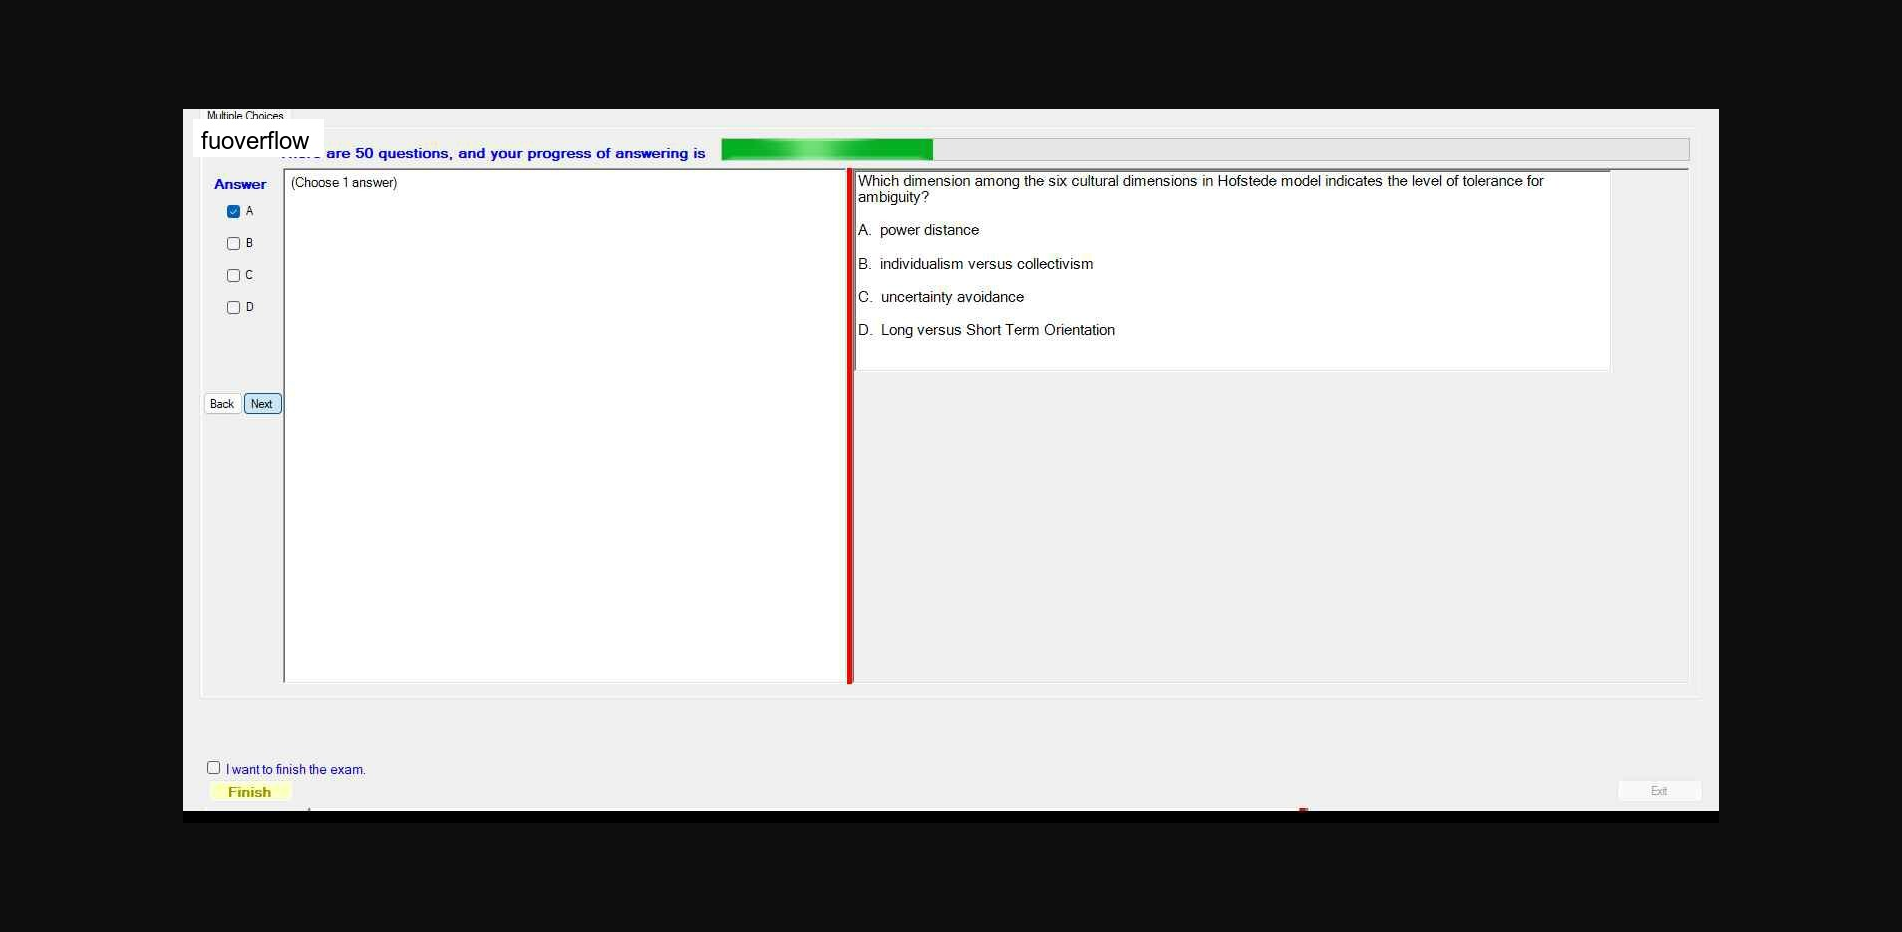 Multiple Choices
fuoverflow
are 50 questions, and your progress of answering is
Answer
(Choose 1 answer)
A
B
C
D
Back Next
Which dimension among the six cultural dimensions in Hofstede model indicates the level of tolerance for
ambiguity?
A. power distance
B. individualism versus collectivism
C. uncertainty avoidance
D. Long versus Short Term Orientation
I want to finish the exam.
Finish
Exit